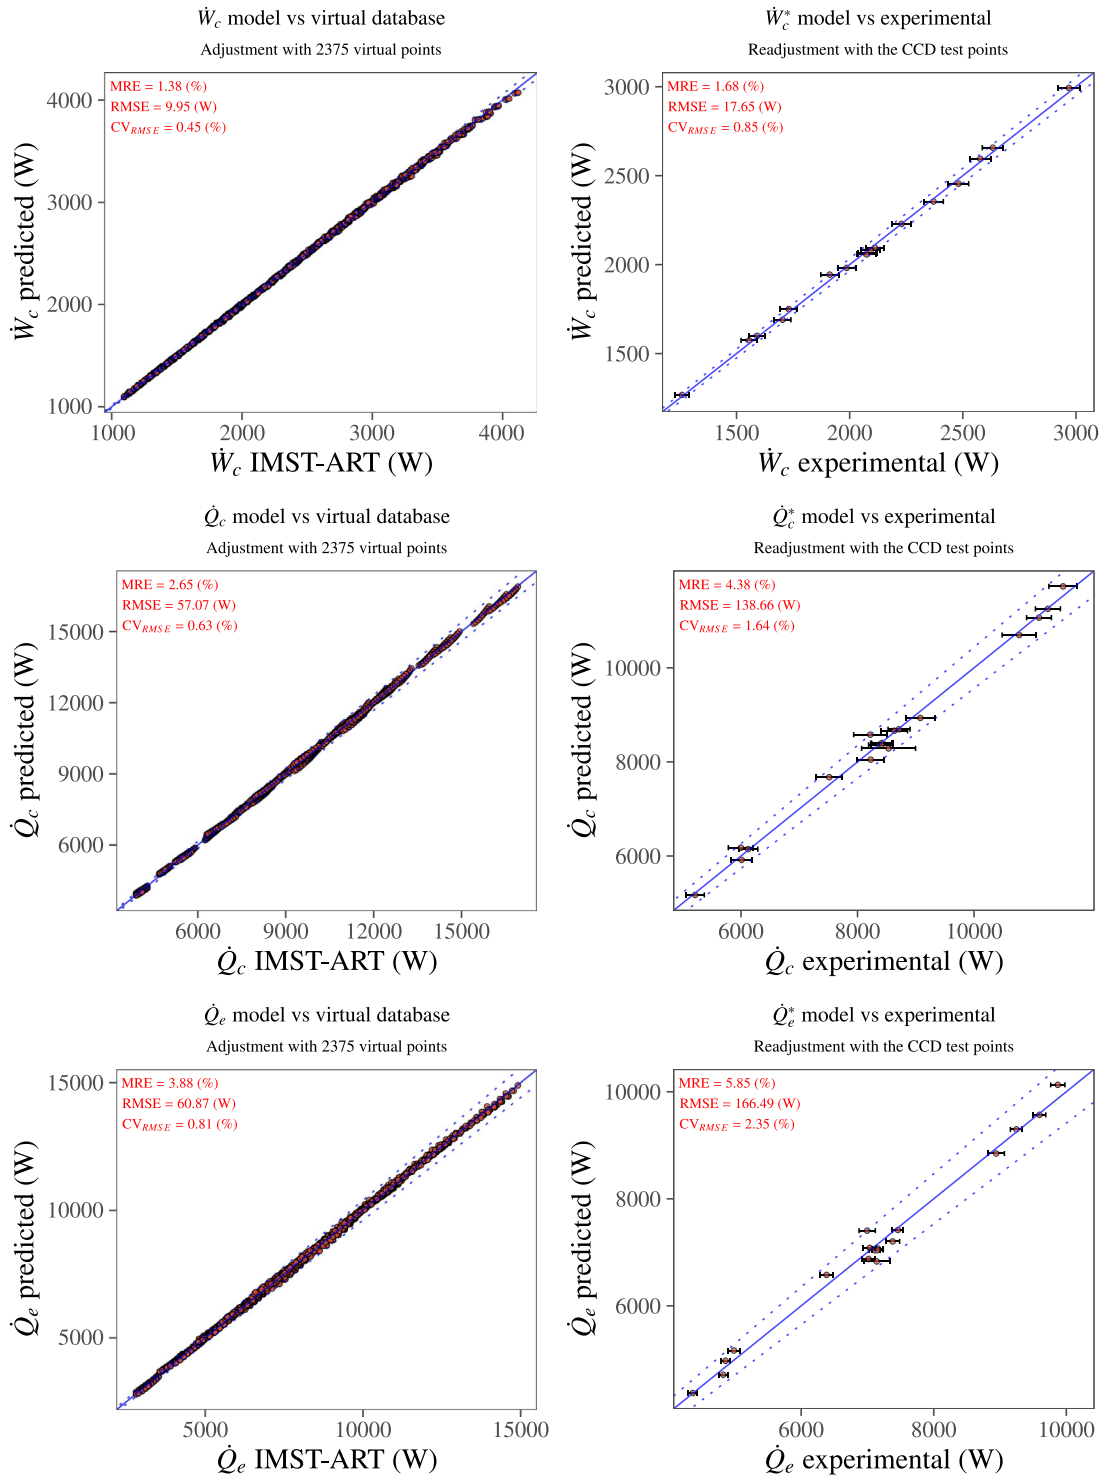 Ẇc model vs virtual database
Adjustment with 2375 virtual points
MRE = 1.38 (%)
RMSE = 9.95 (W)
CVRMSE = 0.45 (%)
4000
3000
2000
1000
1000 2000 3000 4000
Ẇc predicted (W)
Ẇc IMST-ART (W)
Ẇc* model vs experimental
Readjustment with the CCD test points
MRE = 1.68 (%)
RMSE = 17.65 (W)
CVRMSE = 0.85 (%)
3000
2500
2000
1500
1500 2000 2500 3000
Ẇc predicted (W)
Ẇc experimental (W)
Q̇c model vs virtual database
Adjustment with 2375 virtual points
MRE = 2.65 (%)
RMSE = 57.07 (W)
CVRMSE = 0.63 (%)
15000
12000
9000
6000
6000 9000 12000 15000
Q̇c predicted (W)
Q̇c IMST-ART (W)
Q̇c* model vs experimental
Readjustment with the CCD test points
MRE = 4.38 (%)
RMSE = 138.66 (W)
CVRMSE = 1.64 (%)
10000
8000
6000
6000 8000 10000
Q̇c predicted (W)
Q̇c experimental (W)
Q̇e model vs virtual database
Adjustment with 2375 virtual points
MRE = 3.88 (%)
RMSE = 60.87 (W)
CVRMSE = 0.81 (%)
15000
10000
5000
5000 10000 15000
Q̇e predicted (W)
Q̇e IMST-ART (W)
Q̇e* model vs experimental
Readjustment with the CCD test points
MRE = 5.85 (%)
RMSE = 166.49 (W)
CVRMSE = 2.35 (%)
10000
8000
6000
6000 8000 10000
Q̇e predicted (W)
Q̇e experimental (W)